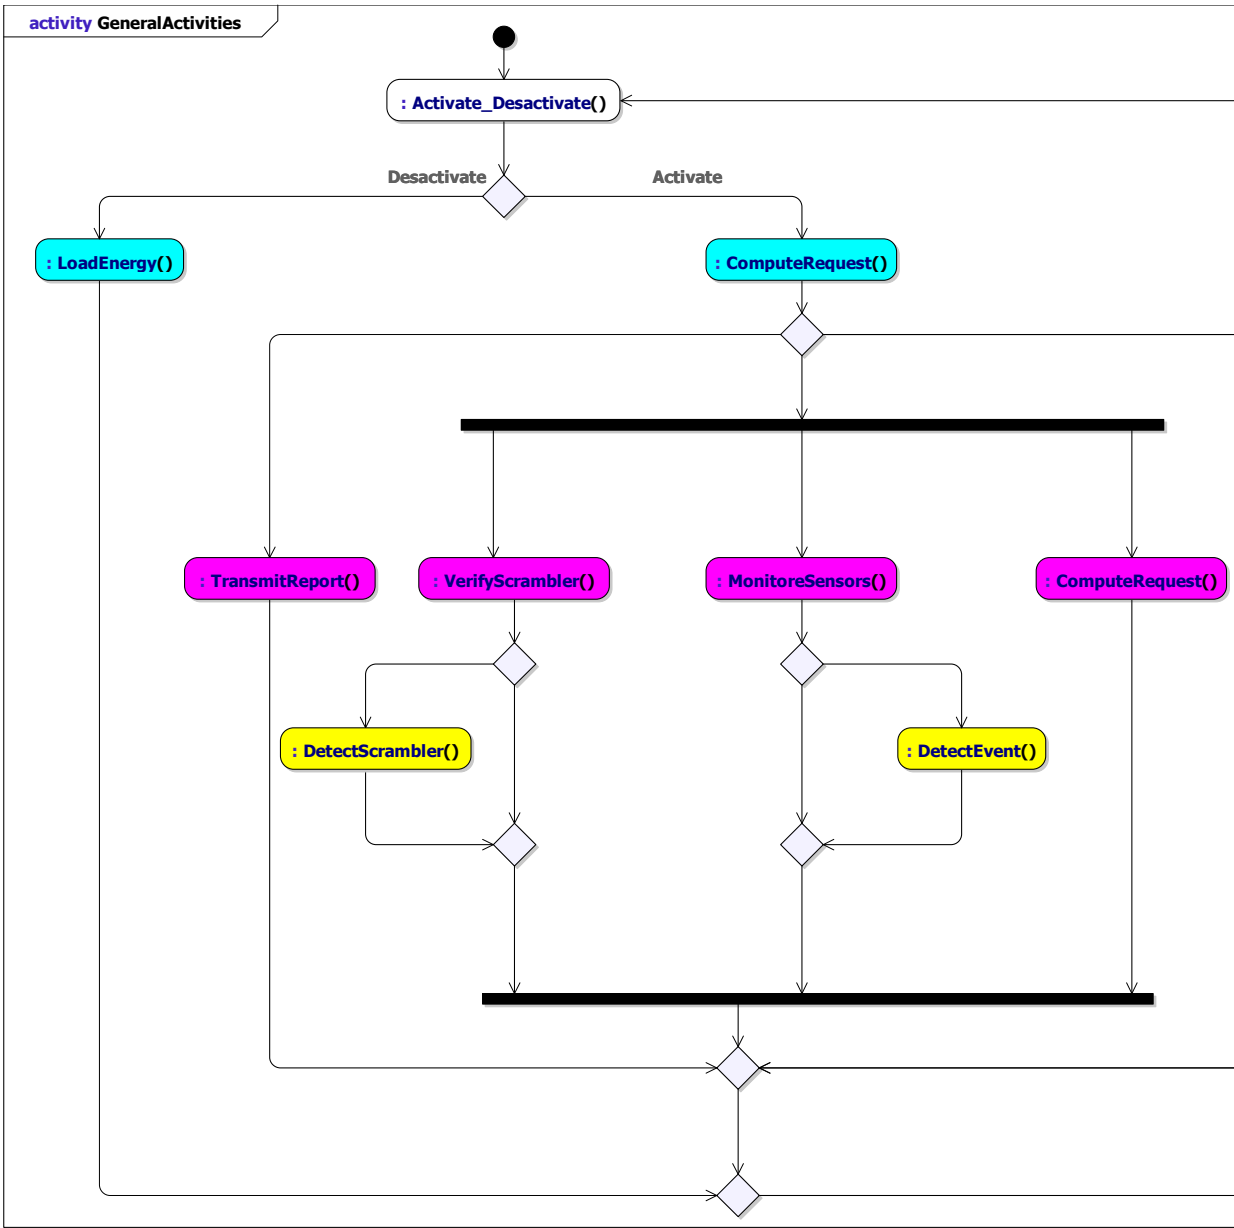 activity GeneralActivities
: Activate_Desactivate()
Desactivate
Activate
: LoadEnergy()
: ComputeRequest()
: TransmitReport()
: VerifyScrambler()
: MonitoreSensors()
: ComputeRequest()
: DetectScrambler()
: DetectEvent()